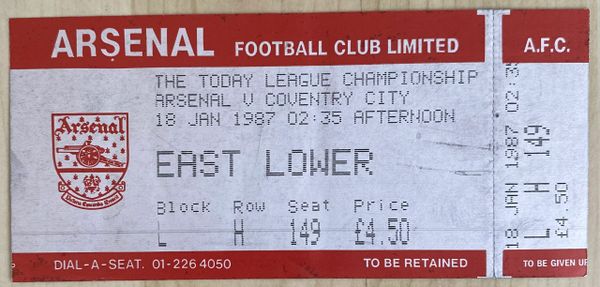 ARSENAL FOOTBALL CLUB LIMITED
THE TODAY LEAGUE CHAMPIONSHIP
ARSENAL V COVENTRY CITY
18 JAN 1987 02:35 AFTERNOON
Arsenal
EAST LOWER
Block Row Seat Price
L H 149 £4.50
DIAL-A-SEAT. 01-226 4050 TO BE RETAINED
A.F.C.
18 JAN 1987 02:35
L H 149
£4.50
TO BE GIVEN UP